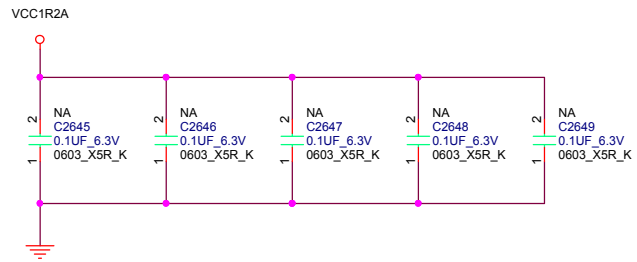 VCC1R2A
2
NA
C2645
0.1UF_6.3V
0603_X5R_K
1
2
NA
C2646
0.1UF_6.3V
0603_X5R_K
1
2
NA
C2647
0.1UF_6.3V
0603_X5R_K
1
2
NA
C2648
0.1UF_6.3V
0603_X5R_K
1
2
NA
C2649
0.1UF_6.3V
0603_X5R_K
1